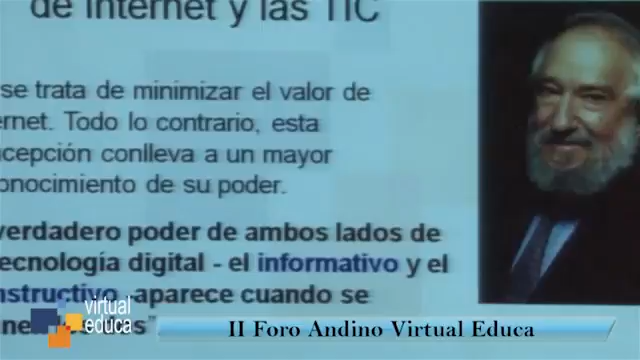 de Internet y las TIC
se trata de minimizar el valor de
ernet. Todo lo contrario, esta
cepción conlleva a un mayor
onocimiento de su poder.
verdadero poder de ambos lados de
ecnología digital - el informativo y el
nstructivo, aparece cuando se
virtual
educa
II Foro Andino Virtual Educa